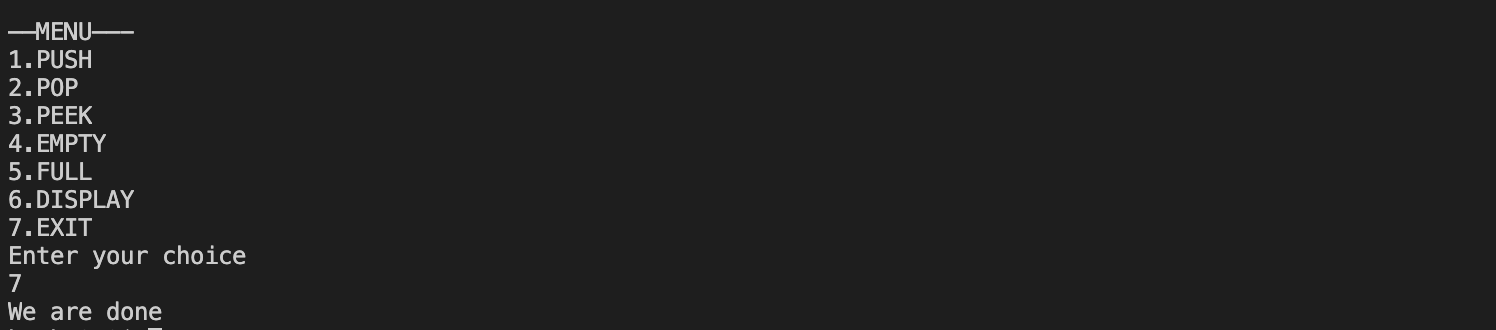 ——MENU———
1.PUSH
2.POP
3.PEEK
4.EMPTY
5.FULL
6.DISPLAY
7.EXIT
Enter your choice
7
We are done